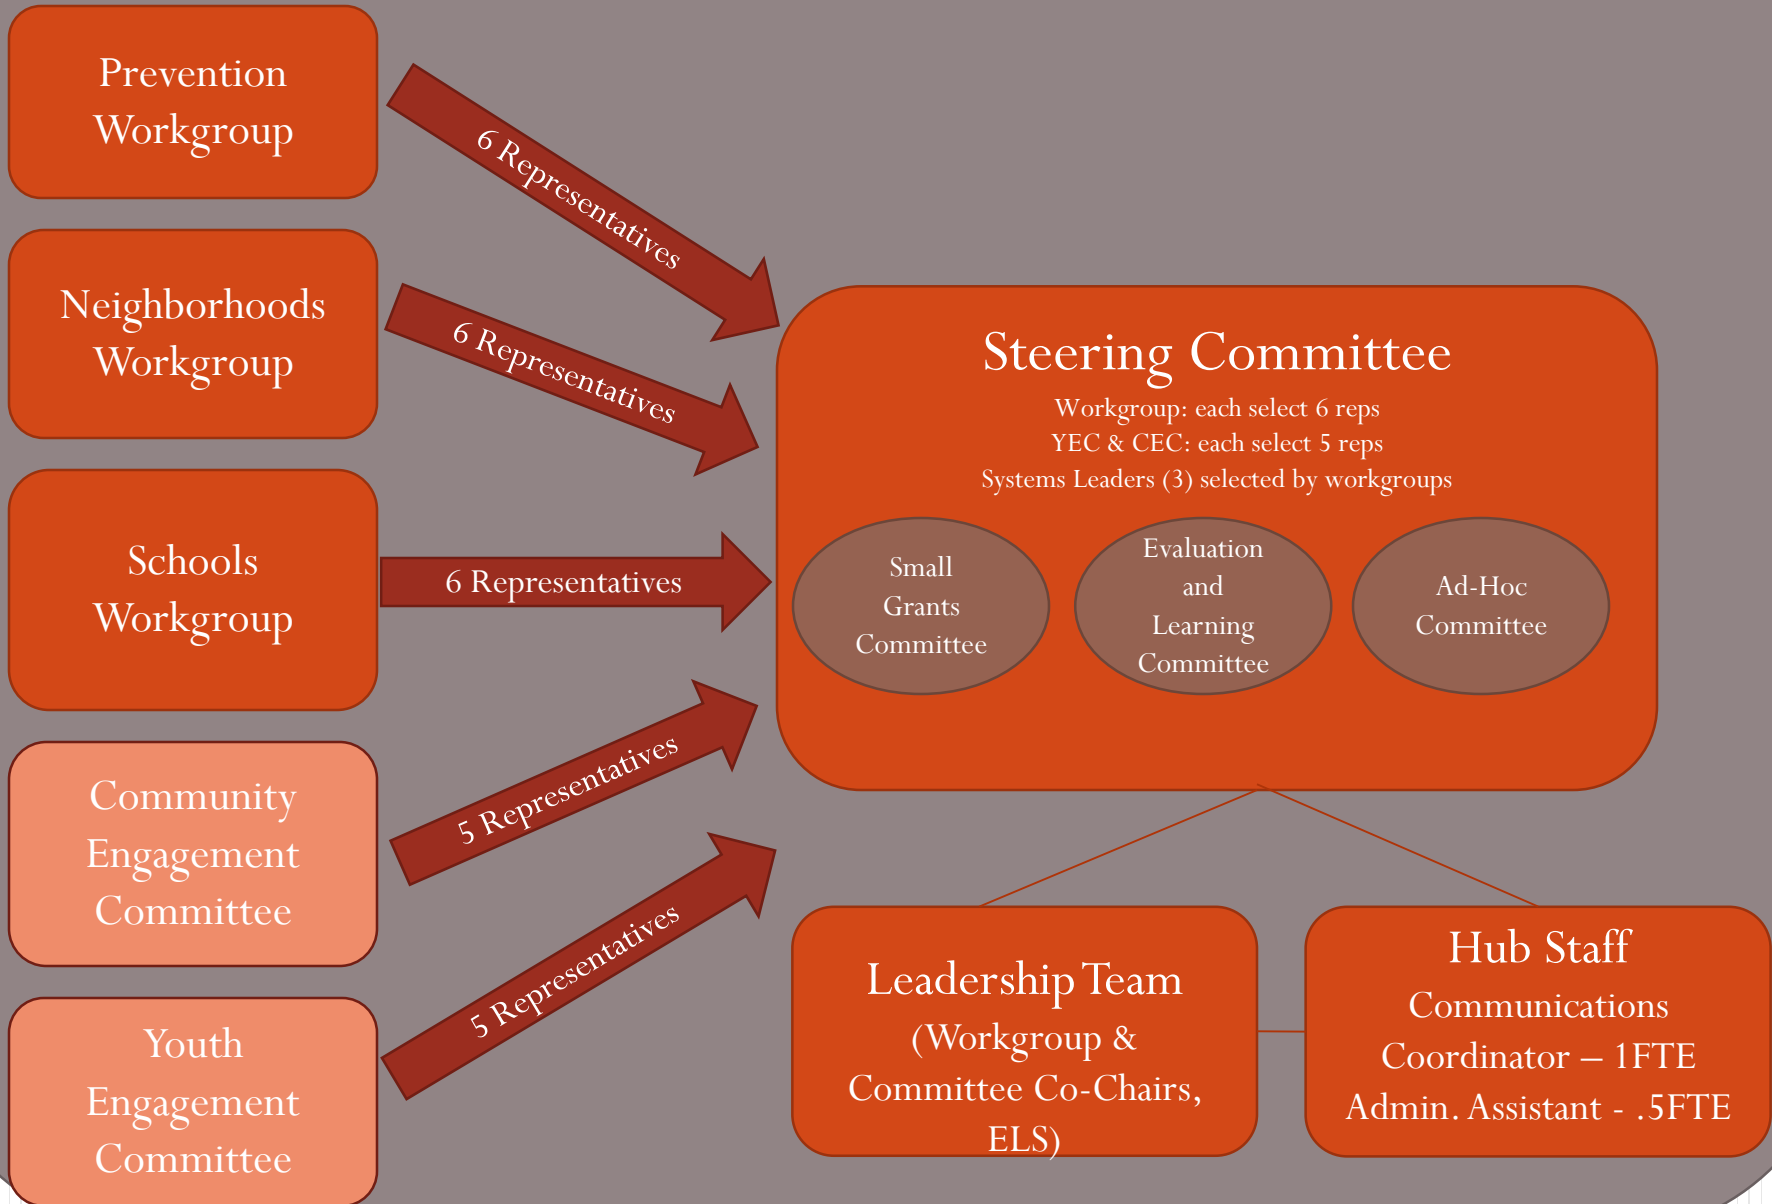 Prevention
Workgroup
6 Representatives
Neighborhoods
Workgroup
6 Representatives
Schools
Workgroup
6 Representatives
Community
Engagement
Committee
5 Representatives
Youth
Engagement
Committee
5 Representatives
Steering Committee
Workgroup: each select 6 reps
YEC & CEC: each select 5 reps
Systems Leaders (3) selected by workgroups
Small
Grants
Committee
Evaluation
and
Learning
Committee
Ad-Hoc
Committee
Leadership Team
(Workgroup &
Committee Co-Chairs,
ELS)
Hub Staff
Communications
Coordinator – 1FTE
Admin. Assistant - .5FTE